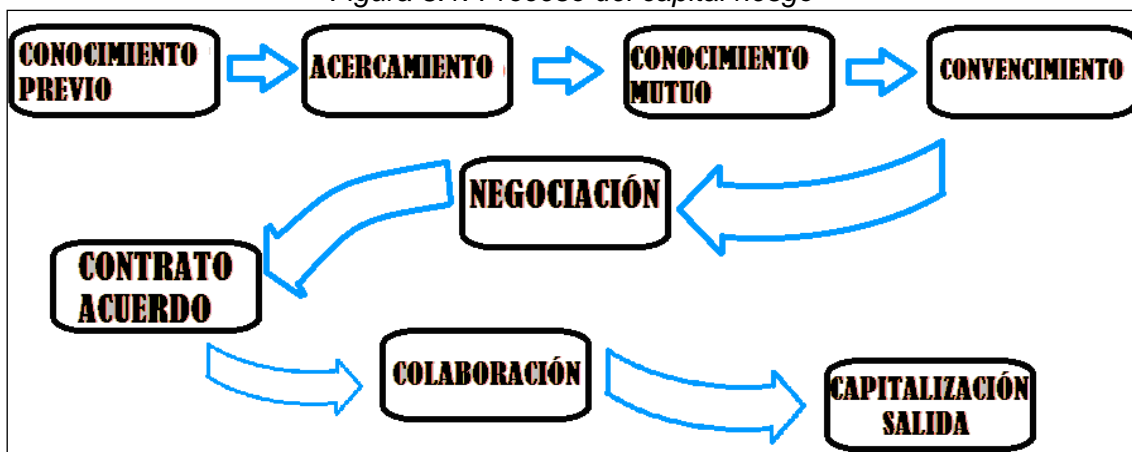 CONOCIMIENTO
PREVIO
ACERCAMIENTO
CONOCIMIENTO
MUTUO
CONVENCIMIENTO
NEGOCIACIÓN
CONTRATO
ACUERDO
COLABORACIÓN
CAPITALIZACIÓN
SALIDA